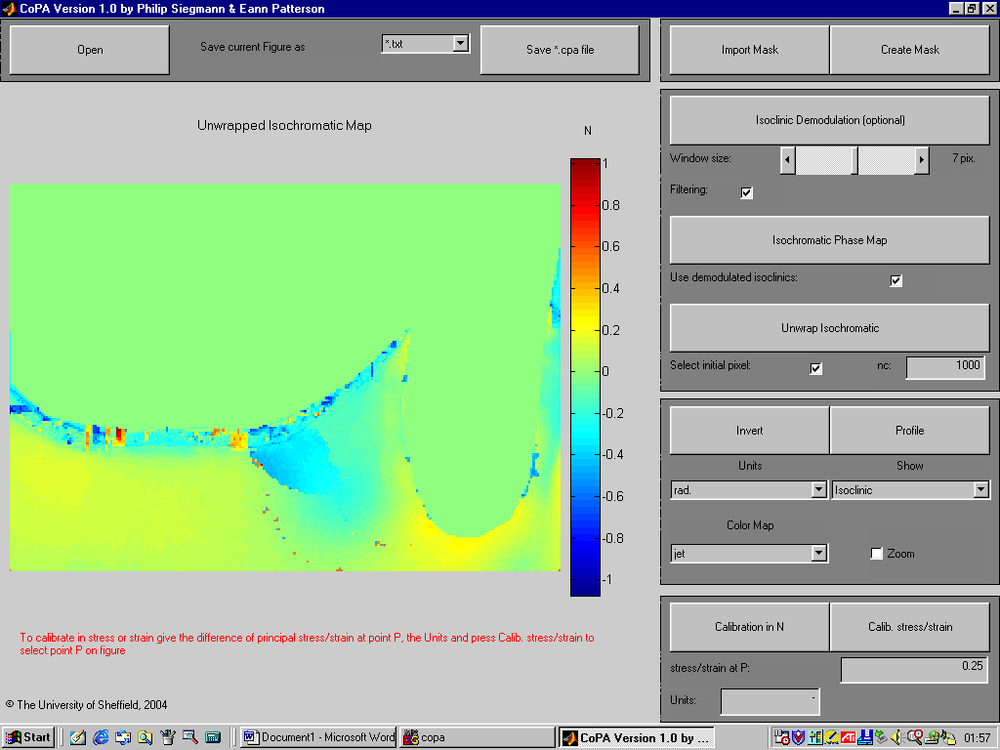 CoPA Version 1.0 by Philip Siegmann & Eann Patterson
Open
Save current Figure as
*.txt
Save *.cpa file
Import Mask
Create Mask
Unwrapped Isochromatic Map
N
1
0.8
0.6
0.4
0.2
0
-0.2
-0.4
-0.6
-0.8
-1
Isoclinic Demodulation (optional)
Window size:
7 pix.
Filtering:
Isochromatic Phase Map
Use demodulated isoclinics:
Unwrap Isochromatic
Select initial pixel:
nc:
1000
Invert
Profile
Units
Show
rad.
Isoclinic
Color Map
jet
Zoom
Calibration in N
Calib. stress/strain
stress/strain at P:
0.25
Units:
-
To calibrate in stress or strain give the difference of principal stress/strain at point P, the Units and press Calib. stress/strain to
select point P on figure
© The University of Sheffield, 2004
Start
Document1 - Microsoft Word
copa
CoPA Version 1.0 by ...
01:57